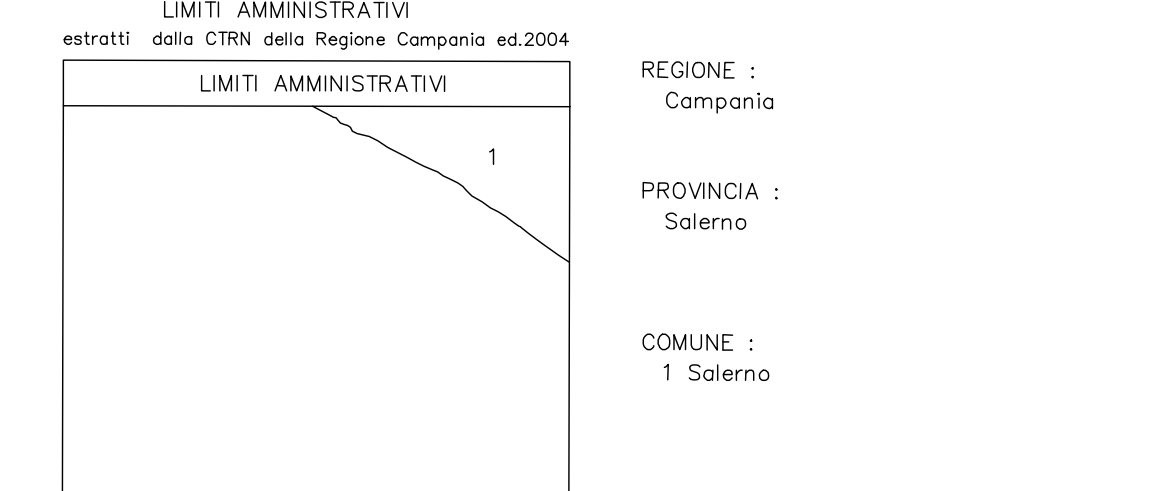 LIMITI AMMINISTRATIVI
estratti dalla CTRN della Regione Campania ed.2004
LIMITI AMMINISTRATIVI
1
REGIONE :
Campania
PROVINCIA :
Salerno
COMUNE :
1 Salerno